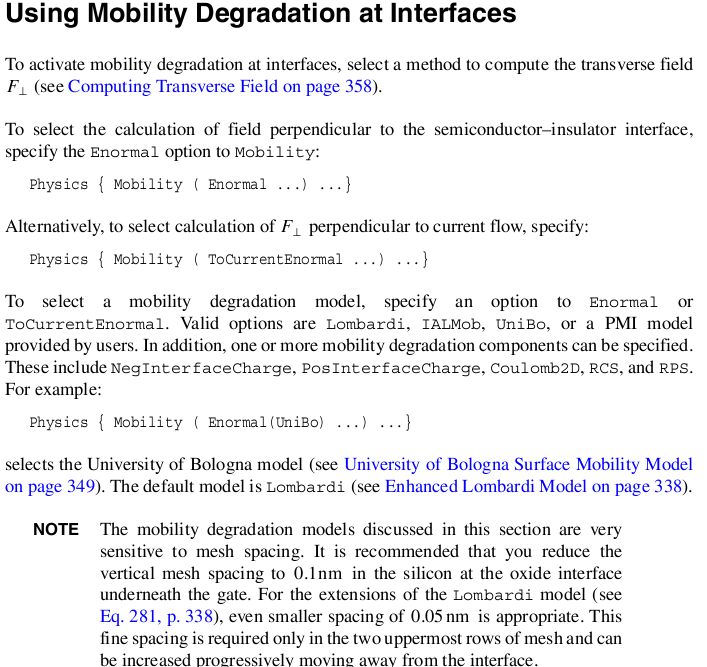 Using Mobility Degradation at Interfaces
To activate mobility degradation at interfaces, select a method to compute the transverse field
F⊥ (see Computing Transverse Field on page 358).
To select the calculation of field perpendicular to the semiconductor–insulator interface,
specify the Enormal option to Mobility:
Physics { Mobility ( Enormal ...) ...}
Alternatively, to select calculation of F⊥ perpendicular to current flow, specify:
Physics { Mobility ( ToCurrentEnormal ...) ...}
To select a mobility degradation model, specify an option to Enormal or
ToCurrentEnormal. Valid options are Lombardi, IALMob, UniBo, or a PMI model
provided by users. In addition, one or more mobility degradation components can be specified.
These include NegInterfaceCharge, PosInterfaceCharge, Coulomb2D, RCS, and RPS.
For example:
Physics { Mobility ( Enormal(UniBo) ...) ...}
selects the University of Bologna model (see University of Bologna Surface Mobility Model
on page 349). The default model is Lombardi (see Enhanced Lombardi Model on page 338).
NOTE The mobility degradation models discussed in this section are very
sensitive to mesh spacing. It is recommended that you reduce the
vertical mesh spacing to 0.1nm in the silicon at the oxide interface
underneath the gate. For the extensions of the Lombardi model (see
Eq. 281, p. 338), even smaller spacing of 0.05 nm is appropriate. This
fine spacing is required only in the two uppermost rows of mesh and can
be increased progressively moving away from the interface.